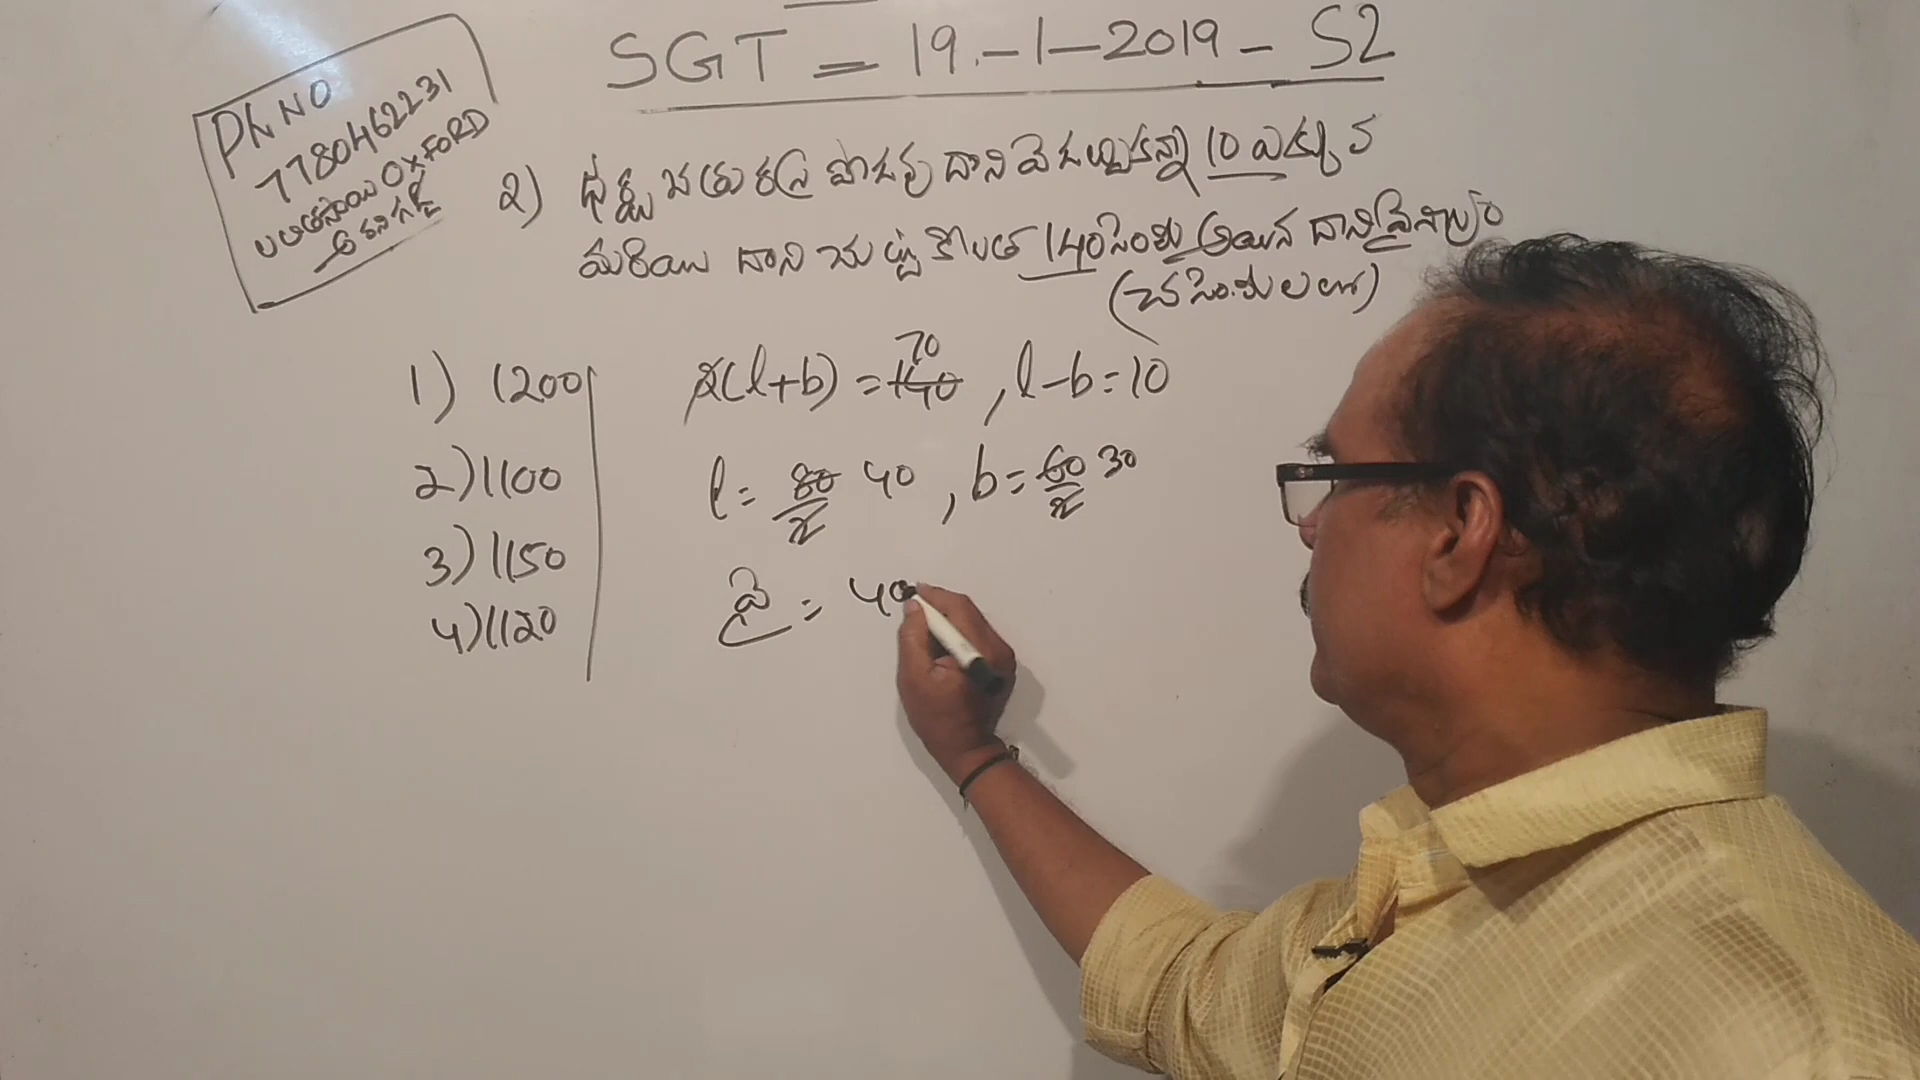 SGT = 19.-1-2019 - S2
Ph NO
7780462231
OXFORD
2) దీర్ఘ చతురస్ర పొడవు దాని వెడల్పుకన్నా 10 ఎక్కువ
మరియు దాని చుట్టుకొలత 140సెంమీ అయిన దాని వైశాల్యం
(చ.సెం.మీలలో)
1) 1200
2) 1100
3) 1150
4) 1120
2(l+b) = 140 70 , l-b=10
l = 80/2 40 , b = 60/2 30
వై = 40